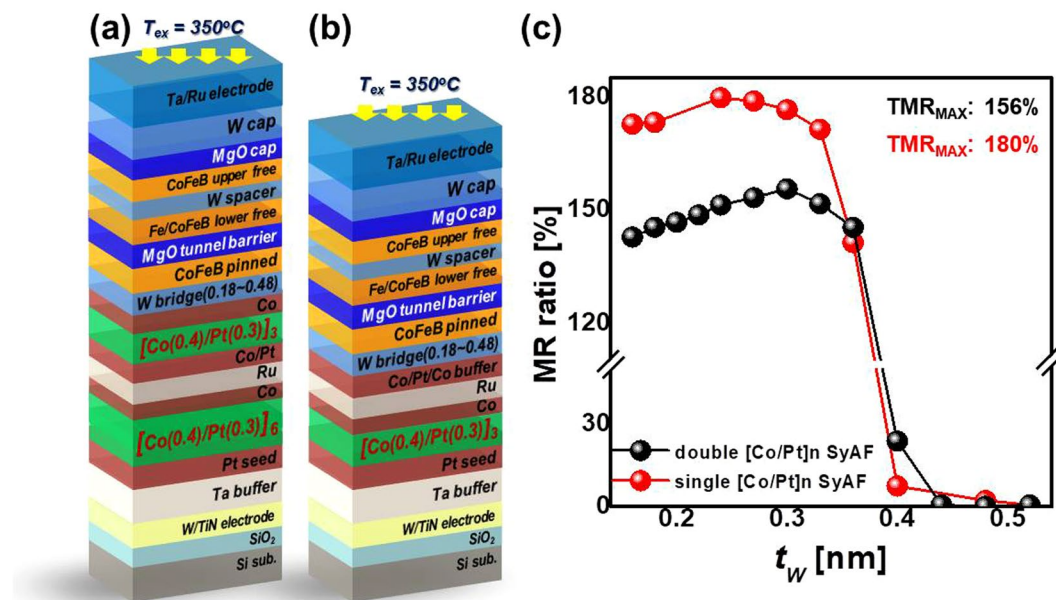 (a)
T_ex = 350°C
Ta/Ru electrode
W cap
MgO cap
CoFeB upper free
W spacer
Fe/CoFeB lower free
MgO tunnel barrier
CoFeB pinned
W bridge(0.18~0.48)
Co
[Co(0.4)/Pt(0.3)]3
Co/Pt
Ru
Co
[Co(0.4)/Pt(0.3)]6
Pt seed
Ta buffer
W/TiN electrode
SiO2
Si sub.
(b)
T_ex = 350°C
Ta/Ru electrode
W cap
MgO cap
CoFeB upper free
W spacer
Fe/CoFeB lower free
MgO tunnel barrier
CoFeB pinned
W bridge(0.18~0.48)
Co/Pt/Co buffer
Ru
Co
[Co(0.4)/Pt(0.3)]3
Pt seed
Ta buffer
W/TiN electrode
SiO2
Si sub.
(c)
MR ratio [%]
180
150
120
30
0
TMR_MAX: 156%
TMR_MAX: 180%
double [Co/Pt]n SyAF
single [Co/Pt]n SyAF
0.2 0.3 0.4 0.5
t_W [nm]